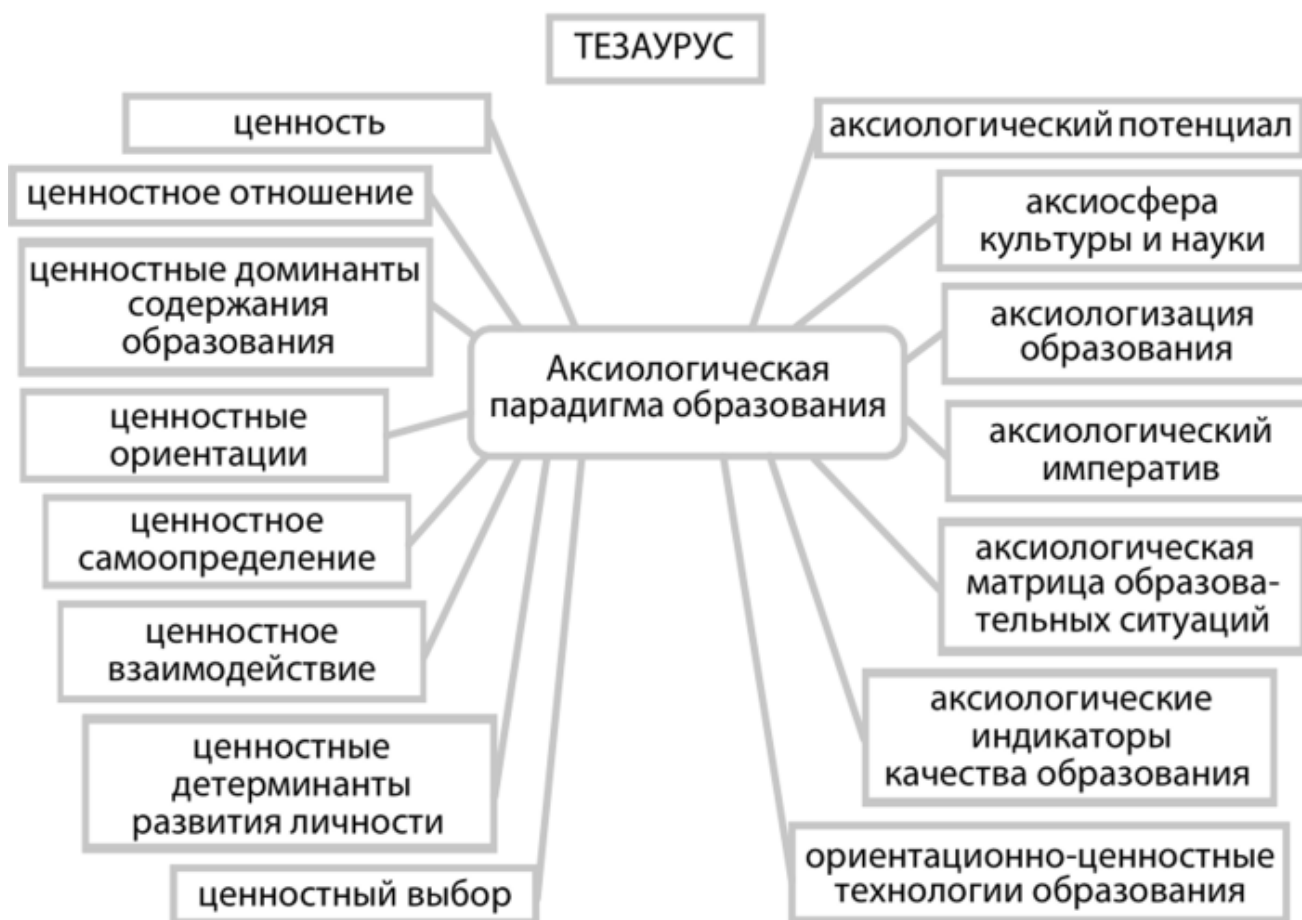 ТЕЗАУРУС
ценность
ценностное отношение
ценностные доминанты
содержания
образования
ценностные
ориентации
ценностное
самоопределение
ценностное
взаимодействие
ценностные
детерминанты
развития личности
ценностный выбор
Аксиологическая
парадигма образования
аксиологический потенциал
аксиосфера
культуры и науки
аксиологизация
образования
аксиологический
императив
аксиологическая
матрица образова-
тельных ситуаций
аксиологические
индикаторы
качества образования
ориентационно-ценностные
технологии образования